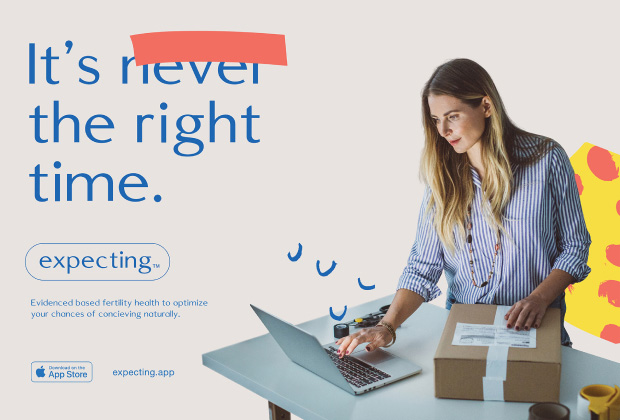 It's never
the right
time.
expecting™
Evidenced based fertility health to optimize
your chances of concieving naturally.
Download on the
App Store
expecting.app